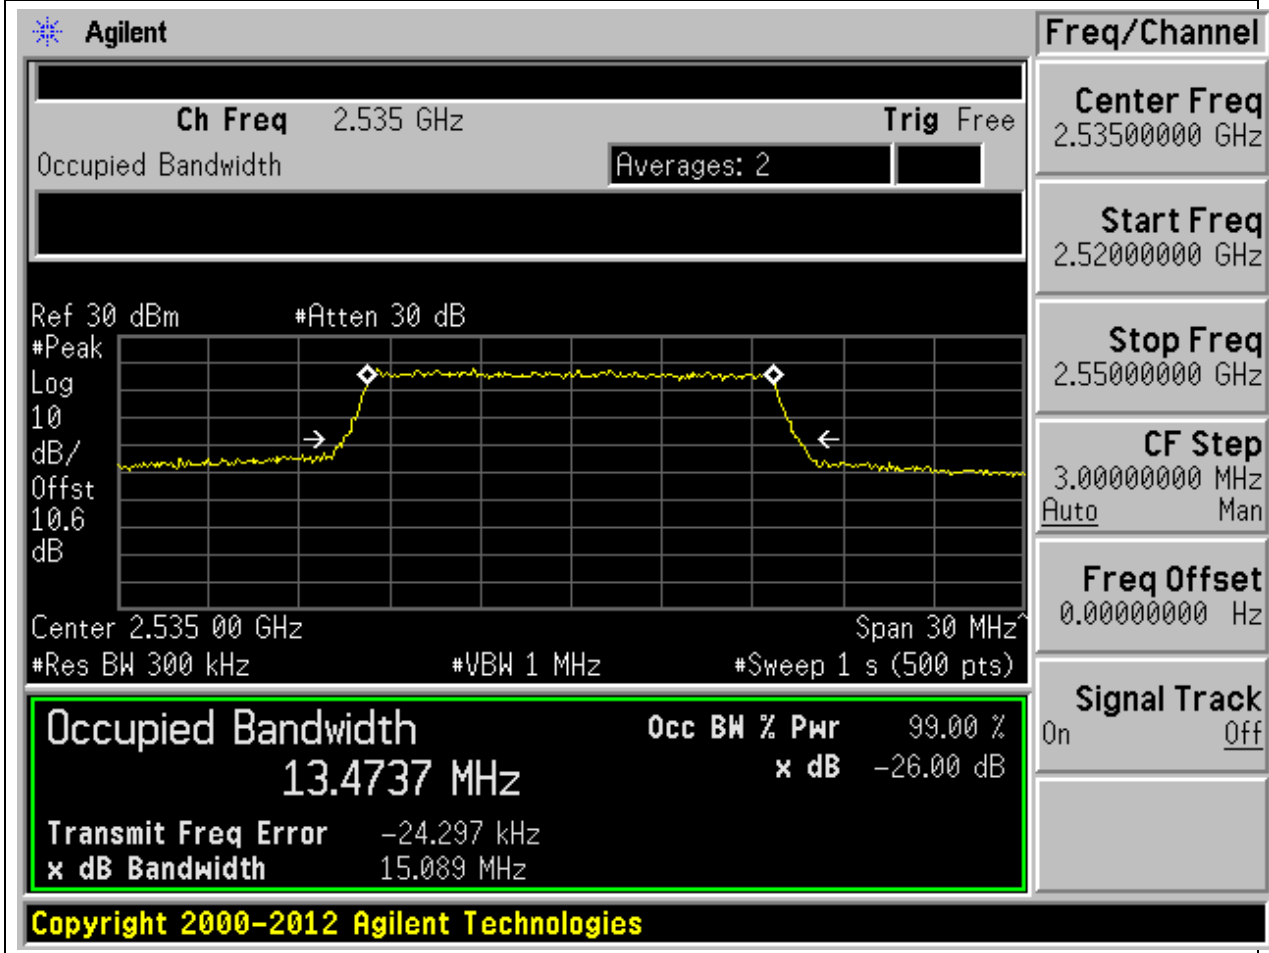 Agilent
Freq/Channel
Ch Freq 2.535 GHz Trig Free
Occupied Bandwidth Averages: 2
Center Freq
2.53500000 GHz
Start Freq
2.52000000 GHz
Stop Freq
2.55000000 GHz
CF Step
3.00000000 MHz
Auto Man
Freq Offset
0.00000000 Hz
Signal Track
On Off
Ref 30 dBm #Atten 30 dB
#Peak
Log
10
dB/
Offst
10.6
dB
Center 2.535 00 GHz Span 30 MHz^
#Res BW 300 kHz #VBW 1 MHz #Sweep 1 s (500 pts)
Occupied Bandwidth Occ BW % Pwr 99.00 %
13.4737 MHz x dB -26.00 dB
Transmit Freq Error -24.297 kHz
x dB Bandwidth 15.089 MHz
Copyright 2000-2012 Agilent Technologies